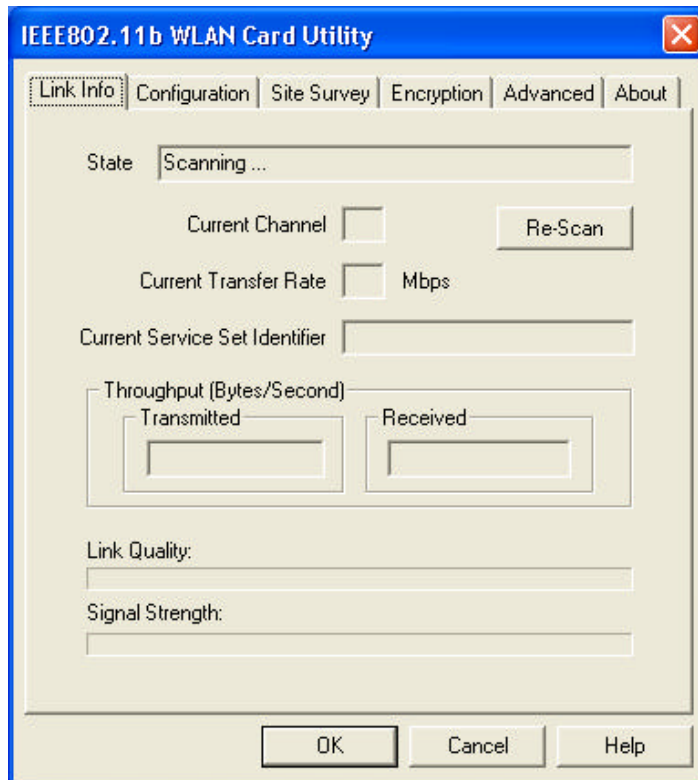 IEEE802.11b WLAN Card Utility
Link Info Configuration Site Survey Encryption Advanced About
State Scanning ...
Current Channel Re-Scan
Current Transfer Rate Mbps
Current Service Set Identifier
Throughput (Bytes/Second)
Transmitted Received
Link Quality:
Signal Strength:
OK Cancel Help